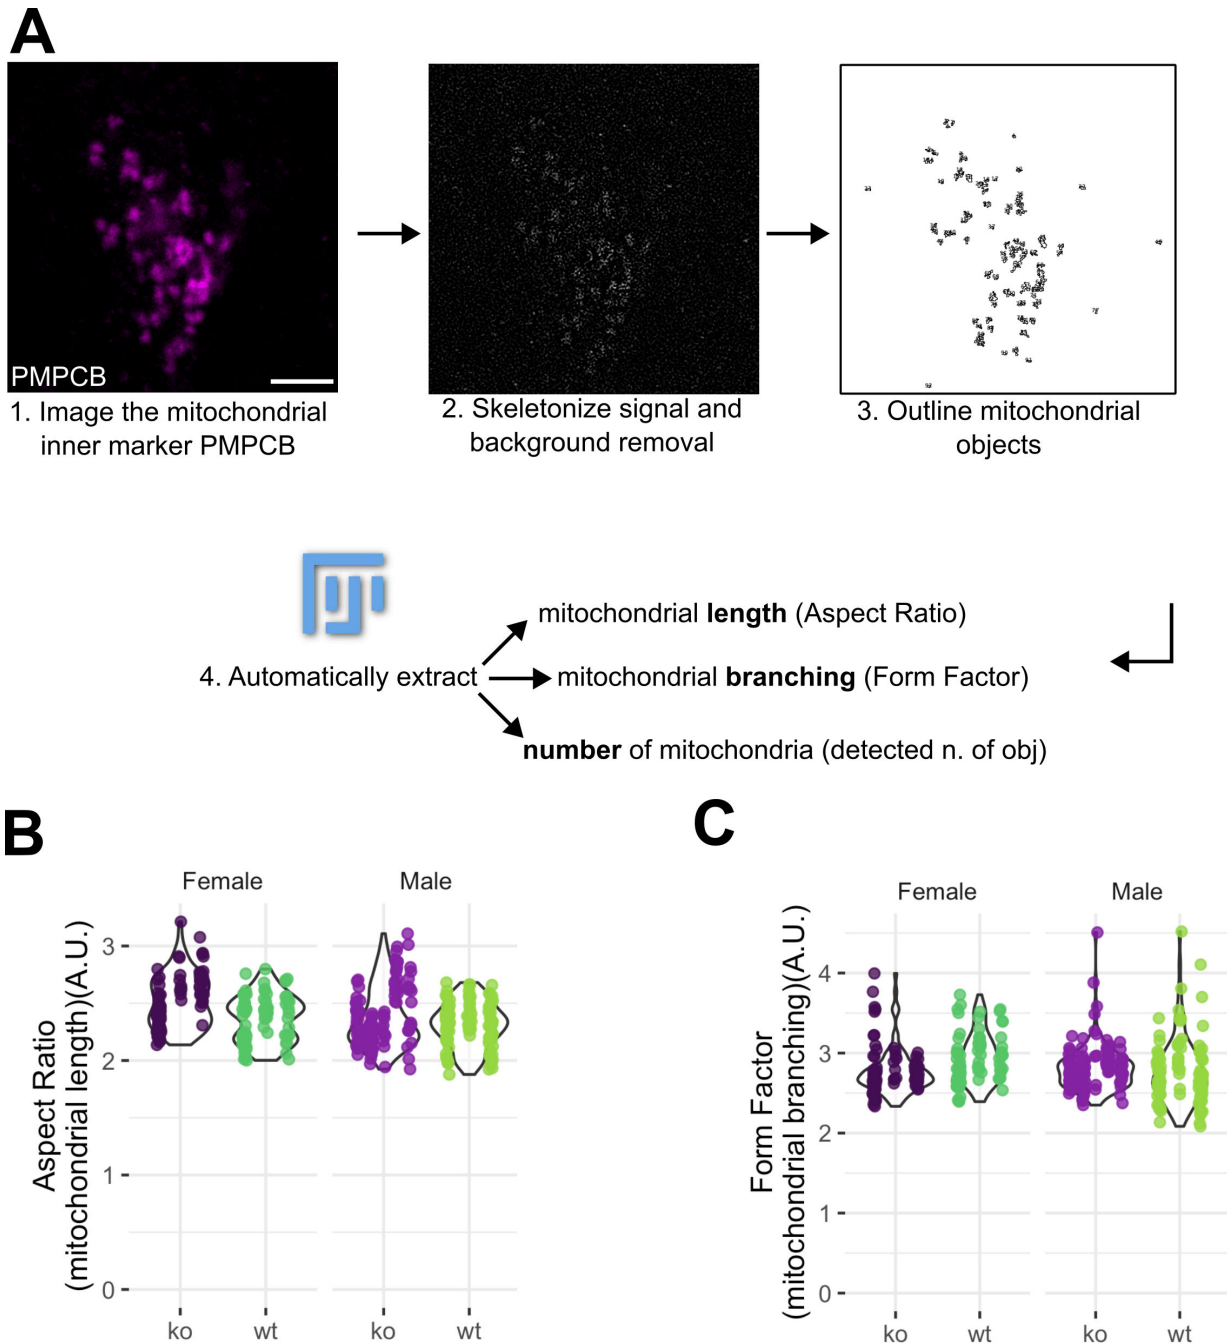 A
PMPCB
1. Image the mitochondrial
inner marker PMPCB
2. Skeletonize signal and
background removal
3. Outline mitochondrial
objects
4. Automatically extract
mitochondrial length (Aspect Ratio)
mitochondrial branching (Form Factor)
number of mitochondria (detected n. of obj)
B
Female
Male
Aspect Ratio
(mitochondrial length)(A.U.)
3
2
1
0
ko
wt
ko
wt
C
Female
Male
Form Factor
(mitochondrial branching)(A.U.)
4
3
2
1
0
ko
wt
ko
wt